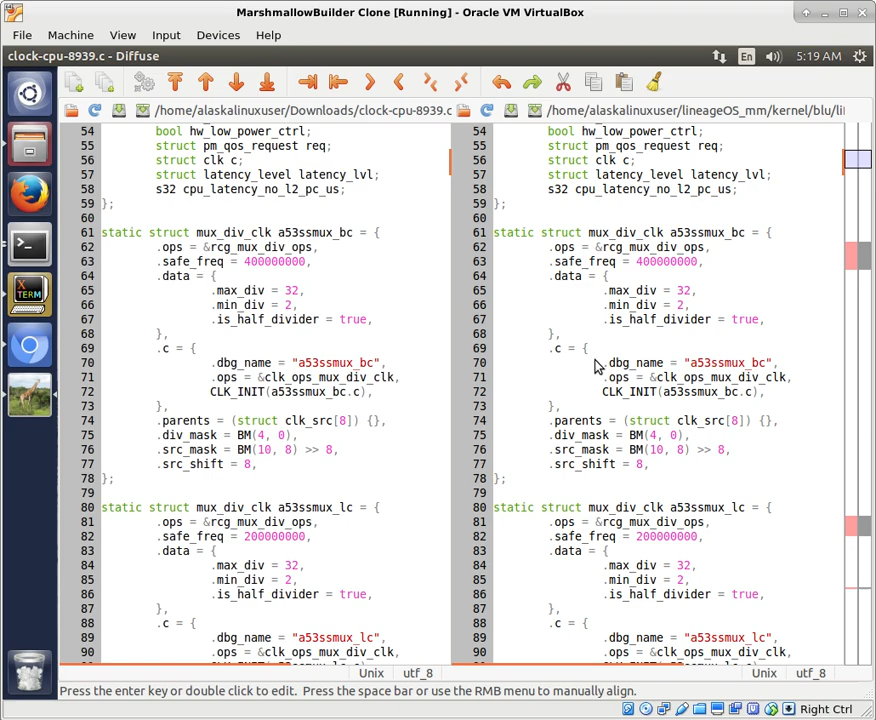 MarshmallowBuilder Clone [Running] - Oracle VM VirtualBox
File Machine View Input Devices Help
clock-cpu-8939.c - Diffuse En 5:19 AM
/home/alaskalinuxuser/Downloads/clock-cpu-8939.c
54 bool hw_low_power_ctrl;
55 struct pm_qos_request req;
56 struct clk c;
57 struct latency_level latency_lvl;
58 s32 cpu_latency_no_l2_pc_us;
59 };
60
61 static struct mux_div_clk a53ssmux_bc = {
62 .ops = &rcg_mux_div_ops,
63 .safe_freq = 400000000,
64 .data = {
65 .max_div = 32,
66 .min_div = 2,
67 .is_half_divider = true,
68 },
69 .c = {
70 .dbg_name = "a53ssmux_bc",
71 .ops = &clk_ops_mux_div_clk,
72 CLK_INIT(a53ssmux_bc.c),
73 },
74 .parents = (struct clk_src[8]) {},
75 .div_mask = BM(4, 0),
76 .src_mask = BM(10, 8) >> 8,
77 .src_shift = 8,
78 };
79
80 static struct mux_div_clk a53ssmux_lc = {
81 .ops = &rcg_mux_div_ops,
82 .safe_freq = 200000000,
83 .data = {
84 .max_div = 32,
85 .min_div = 2,
86 .is_half_divider = true,
87 },
88 .c = {
89 .dbg_name = "a53ssmux_lc",
90 .ops = &clk_ops_mux_div_clk,
CLK_INIT(a53ssmux_lc.c),
Unix utf_8
/home/alaskalinuxuser/lineageOS_mm/kernel/blu/
54 bool hw_low_power_ctrl;
55 struct pm_qos_request req;
56 struct clk c;
57 struct latency_level latency_lvl;
58 s32 cpu_latency_no_l2_pc_us;
59 };
60
61 static struct mux_div_clk a53ssmux_bc = {
62 .ops = &rcg_mux_div_ops,
63 .safe_freq = 400000000,
64 .data = {
65 .max_div = 32,
66 .min_div = 2,
67 .is_half_divider = true,
68 },
69 .c = {
70 .dbg_name = "a53ssmux_bc",
71 .ops = &clk_ops_mux_div_clk,
72 CLK_INIT(a53ssmux_bc.c),
73 },
74 .parents = (struct clk_src[8]) {},
75 .div_mask = BM(4, 0),
76 .src_mask = BM(10, 8) >> 8,
77 .src_shift = 8,
78 };
79
80 static struct mux_div_clk a53ssmux_lc = {
81 .ops = &rcg_mux_div_ops,
82 .safe_freq = 200000000,
83 .data = {
84 .max_div = 32,
85 .min_div = 2,
86 .is_half_divider = true,
87 },
88 .c = {
89 .dbg_name = "a53ssmux_lc",
90 .ops = &clk_ops_mux_div_clk,
CLK_INIT(a53ssmux_lc.c),
Unix utf_8
X
TERM
Press the enter key or double click to edit. Press the space bar or use the RMB menu to manually align.
Right Ctrl